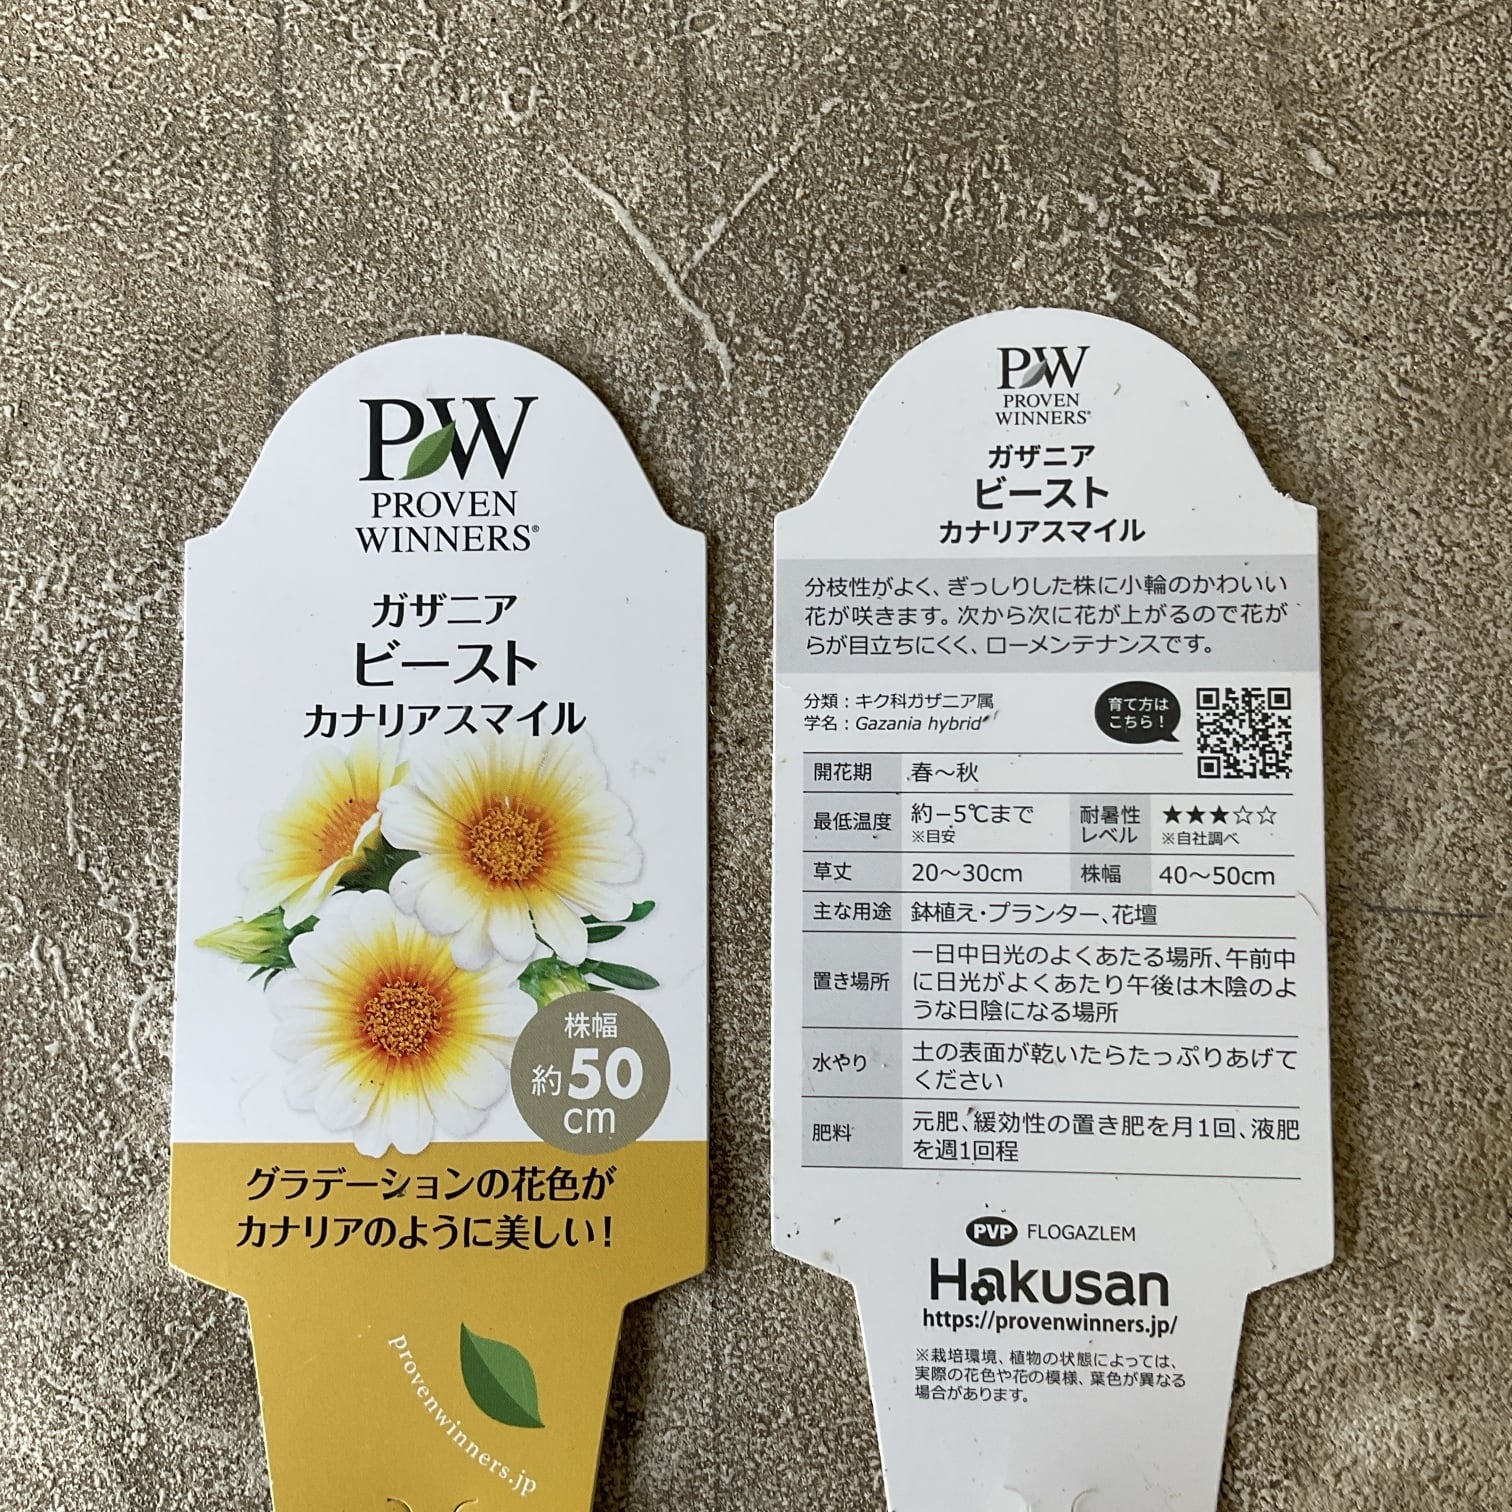 PW
PROVEN
WINNERS®
ガザニア
ビースト
カナリアスマイル
株幅
約50
cm
グラデーションの花色が
カナリアのように美しい!
provenwinners.jp
PW
PROVEN
WINNERS®
ガザニア
ビースト
カナリアスマイル
分枝性がよく、ぎっしりした株に小輪のかわいい
花が咲きます。次から次に花が上がるので花が
らが目立ちにくく、ローメンテナンスです。
分類：キク科ガザニア属
学名：Gazania hybrid
育て方は
こちら！
開花期 春～秋
最低温度 約−5℃まで
※目安
耐暑性
レベル ★★★☆☆
※自社調べ
草丈 20～30cm 株幅 40～50cm
主な用途 鉢植え・プランター、花壇
置き場所 一日中日光のよくあたる場所、午前中
に日光がよくあたり午後は木陰のよ
うな日陰になる場所
水やり 土の表面が乾いたらたっぷりあげて
ください
肥料 元肥、緩効性の置き肥を月1回、液肥
を週1回程
PVP FLOGAZLEM
Hakusan
https://provenwinners.jp/
※栽培環境、植物の状態によっては、
実際の花色や花の模様、葉色が異なる
場合があります。